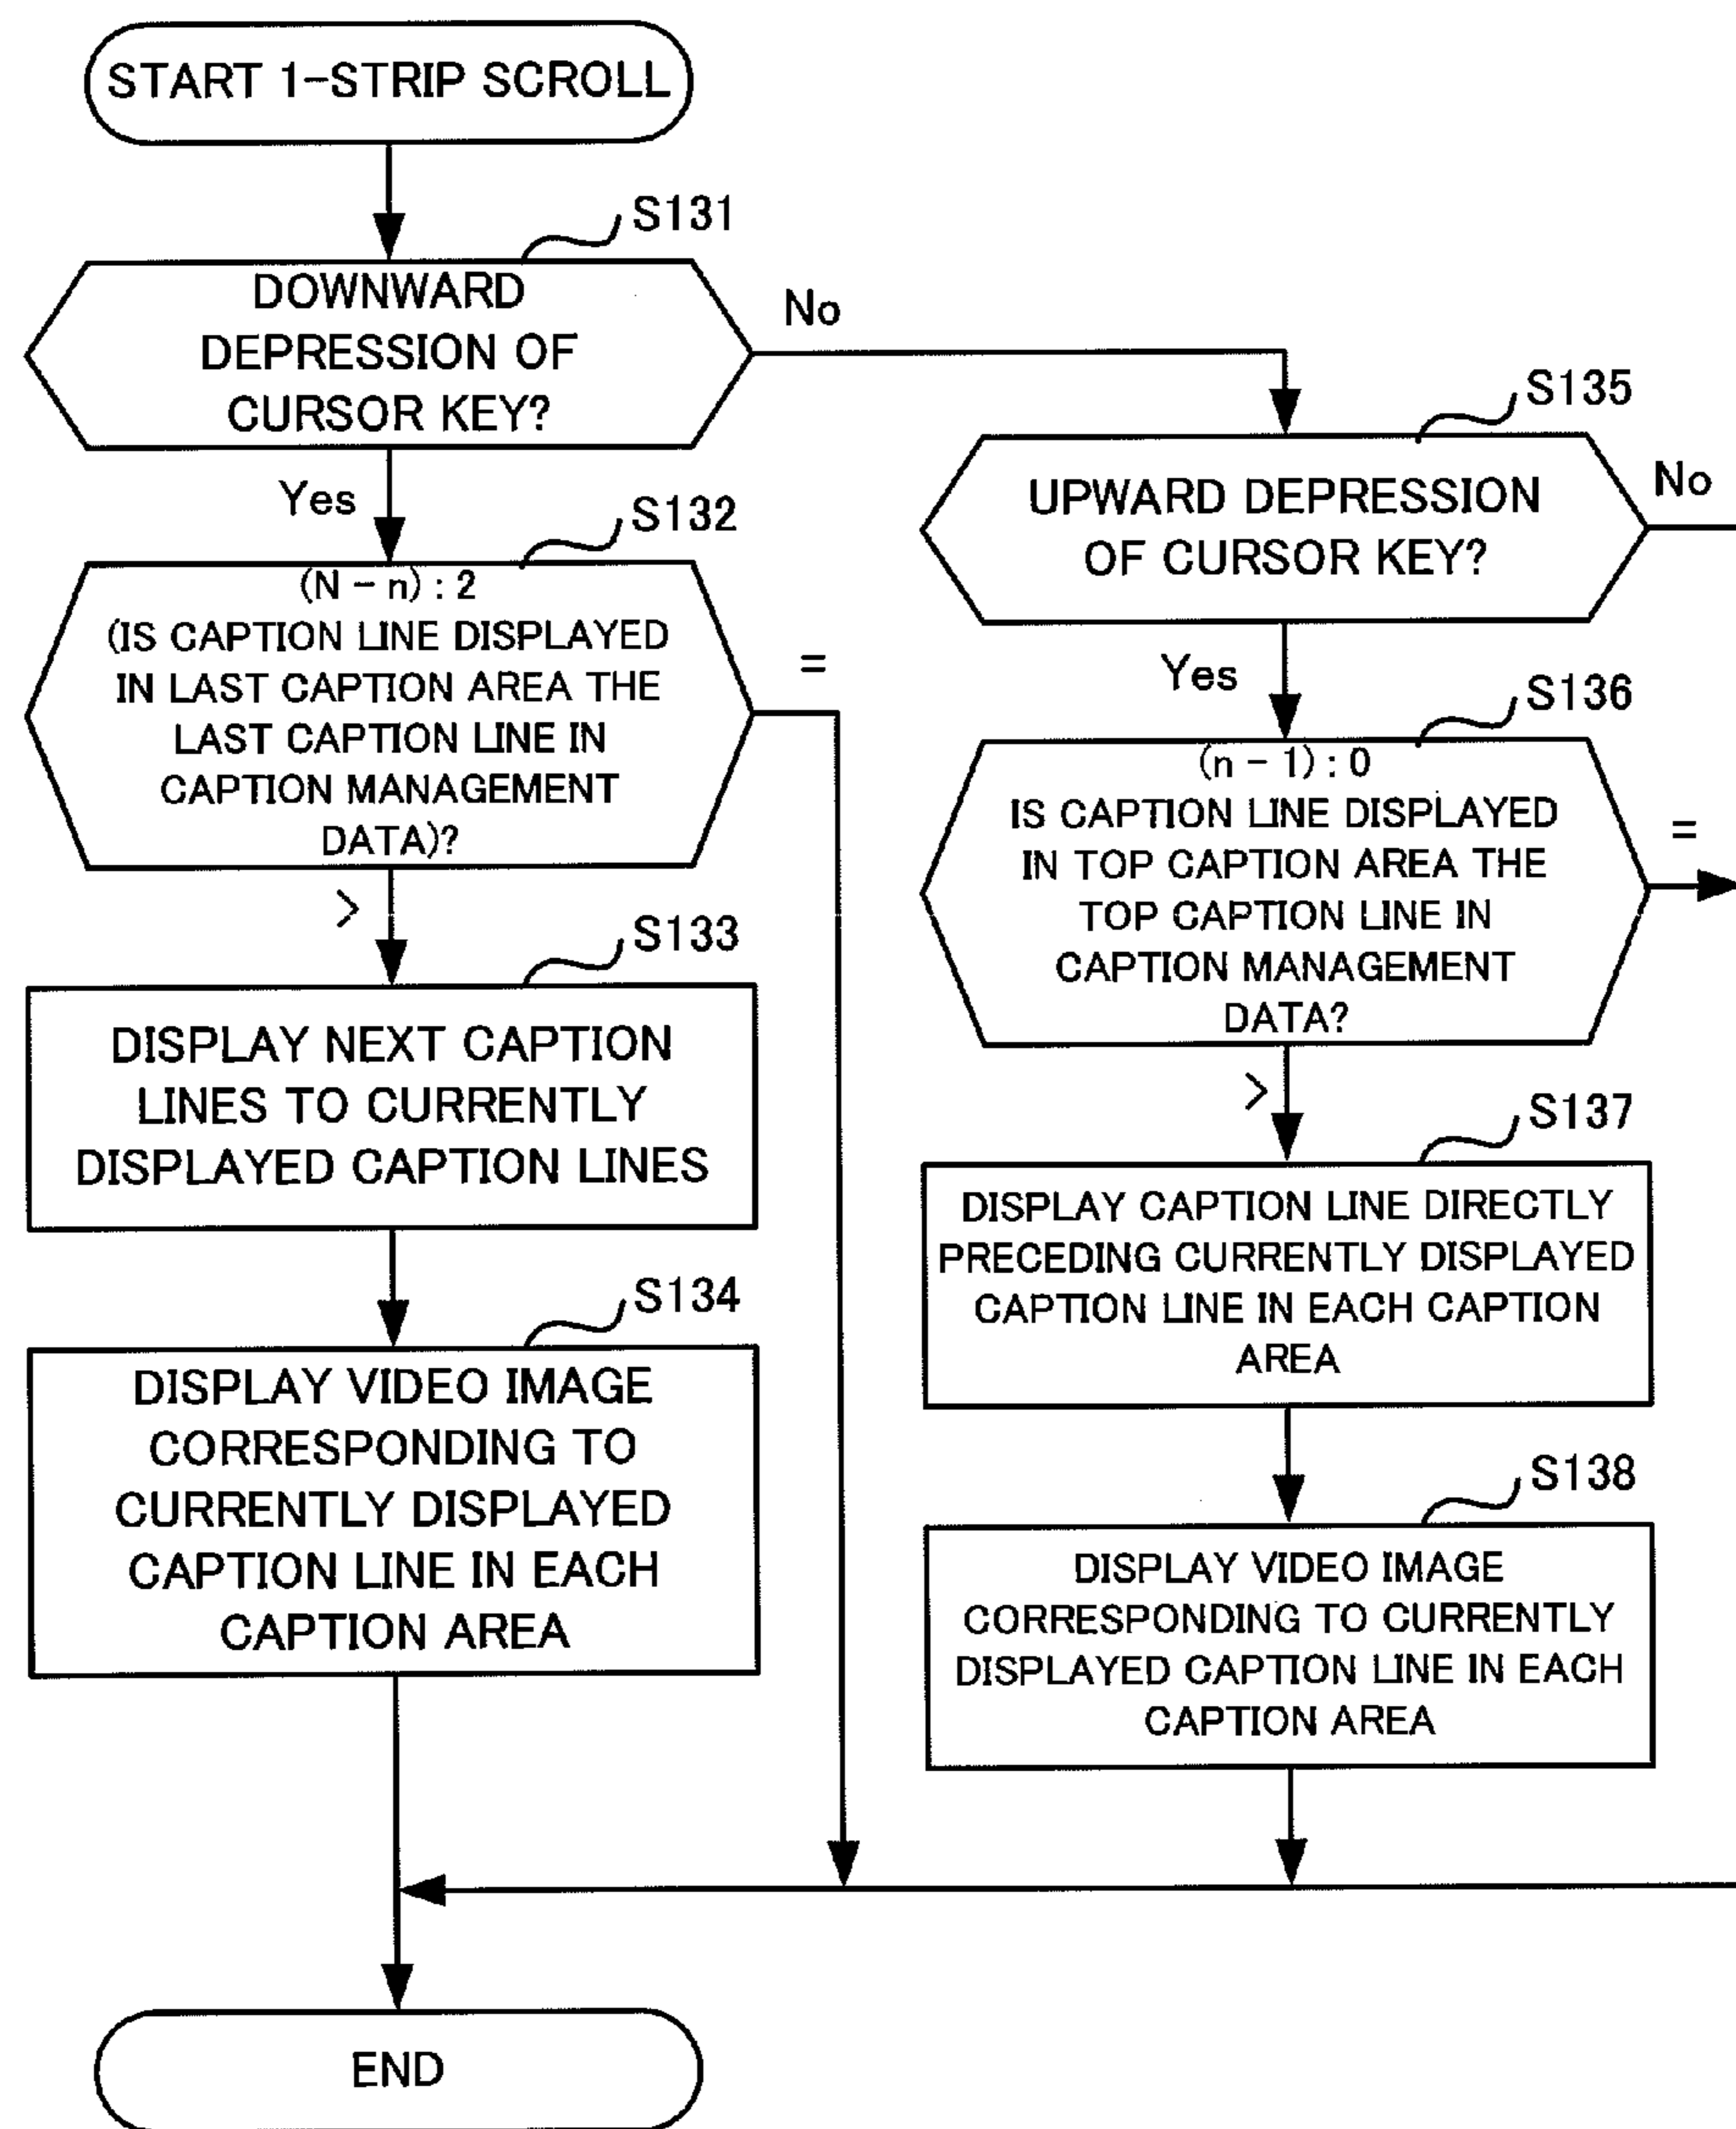 START 1-STRIP SCROLL
S131
DOWNWARD
DEPRESSION OF
CURSOR KEY?
No
Yes
S132
(N - n) : 2
(IS CAPTION LINE DISPLAYED
IN LAST CAPTION AREA THE
LAST CAPTION LINE IN
CAPTION MANAGEMENT
DATA)?
=
>
S133
DISPLAY NEXT CAPTION
LINES TO CURRENTLY
DISPLAYED CAPTION LINES
S134
DISPLAY VIDEO IMAGE
CORRESPONDING TO
CURRENTLY DISPLAYED
CAPTION LINE IN EACH
CAPTION AREA
S135
UPWARD DEPRESSION
OF CURSOR KEY?
No
Yes
S136
(n - 1) : 0
IS CAPTION LINE DISPLAYED
IN TOP CAPTION AREA THE
TOP CAPTION LINE IN
CAPTION MANAGEMENT
DATA?
=
>
S137
DISPLAY CAPTION LINE DIRECTLY
PRECEDING CURRENTLY DISPLAYED
CAPTION LINE IN EACH CAPTION
AREA
S138
DISPLAY VIDEO IMAGE
CORRESPONDING TO CURRENTLY
DISPLAYED CAPTION LINE IN EACH
CAPTION AREA
END